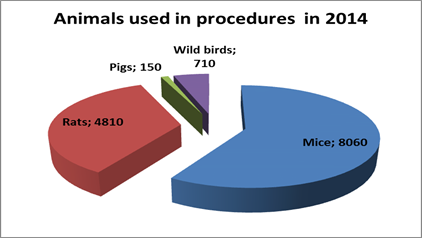 Animals used in procedures in 2014
Wild birds;
710
Pigs; 150
Rats; 4810
Mice; 8060